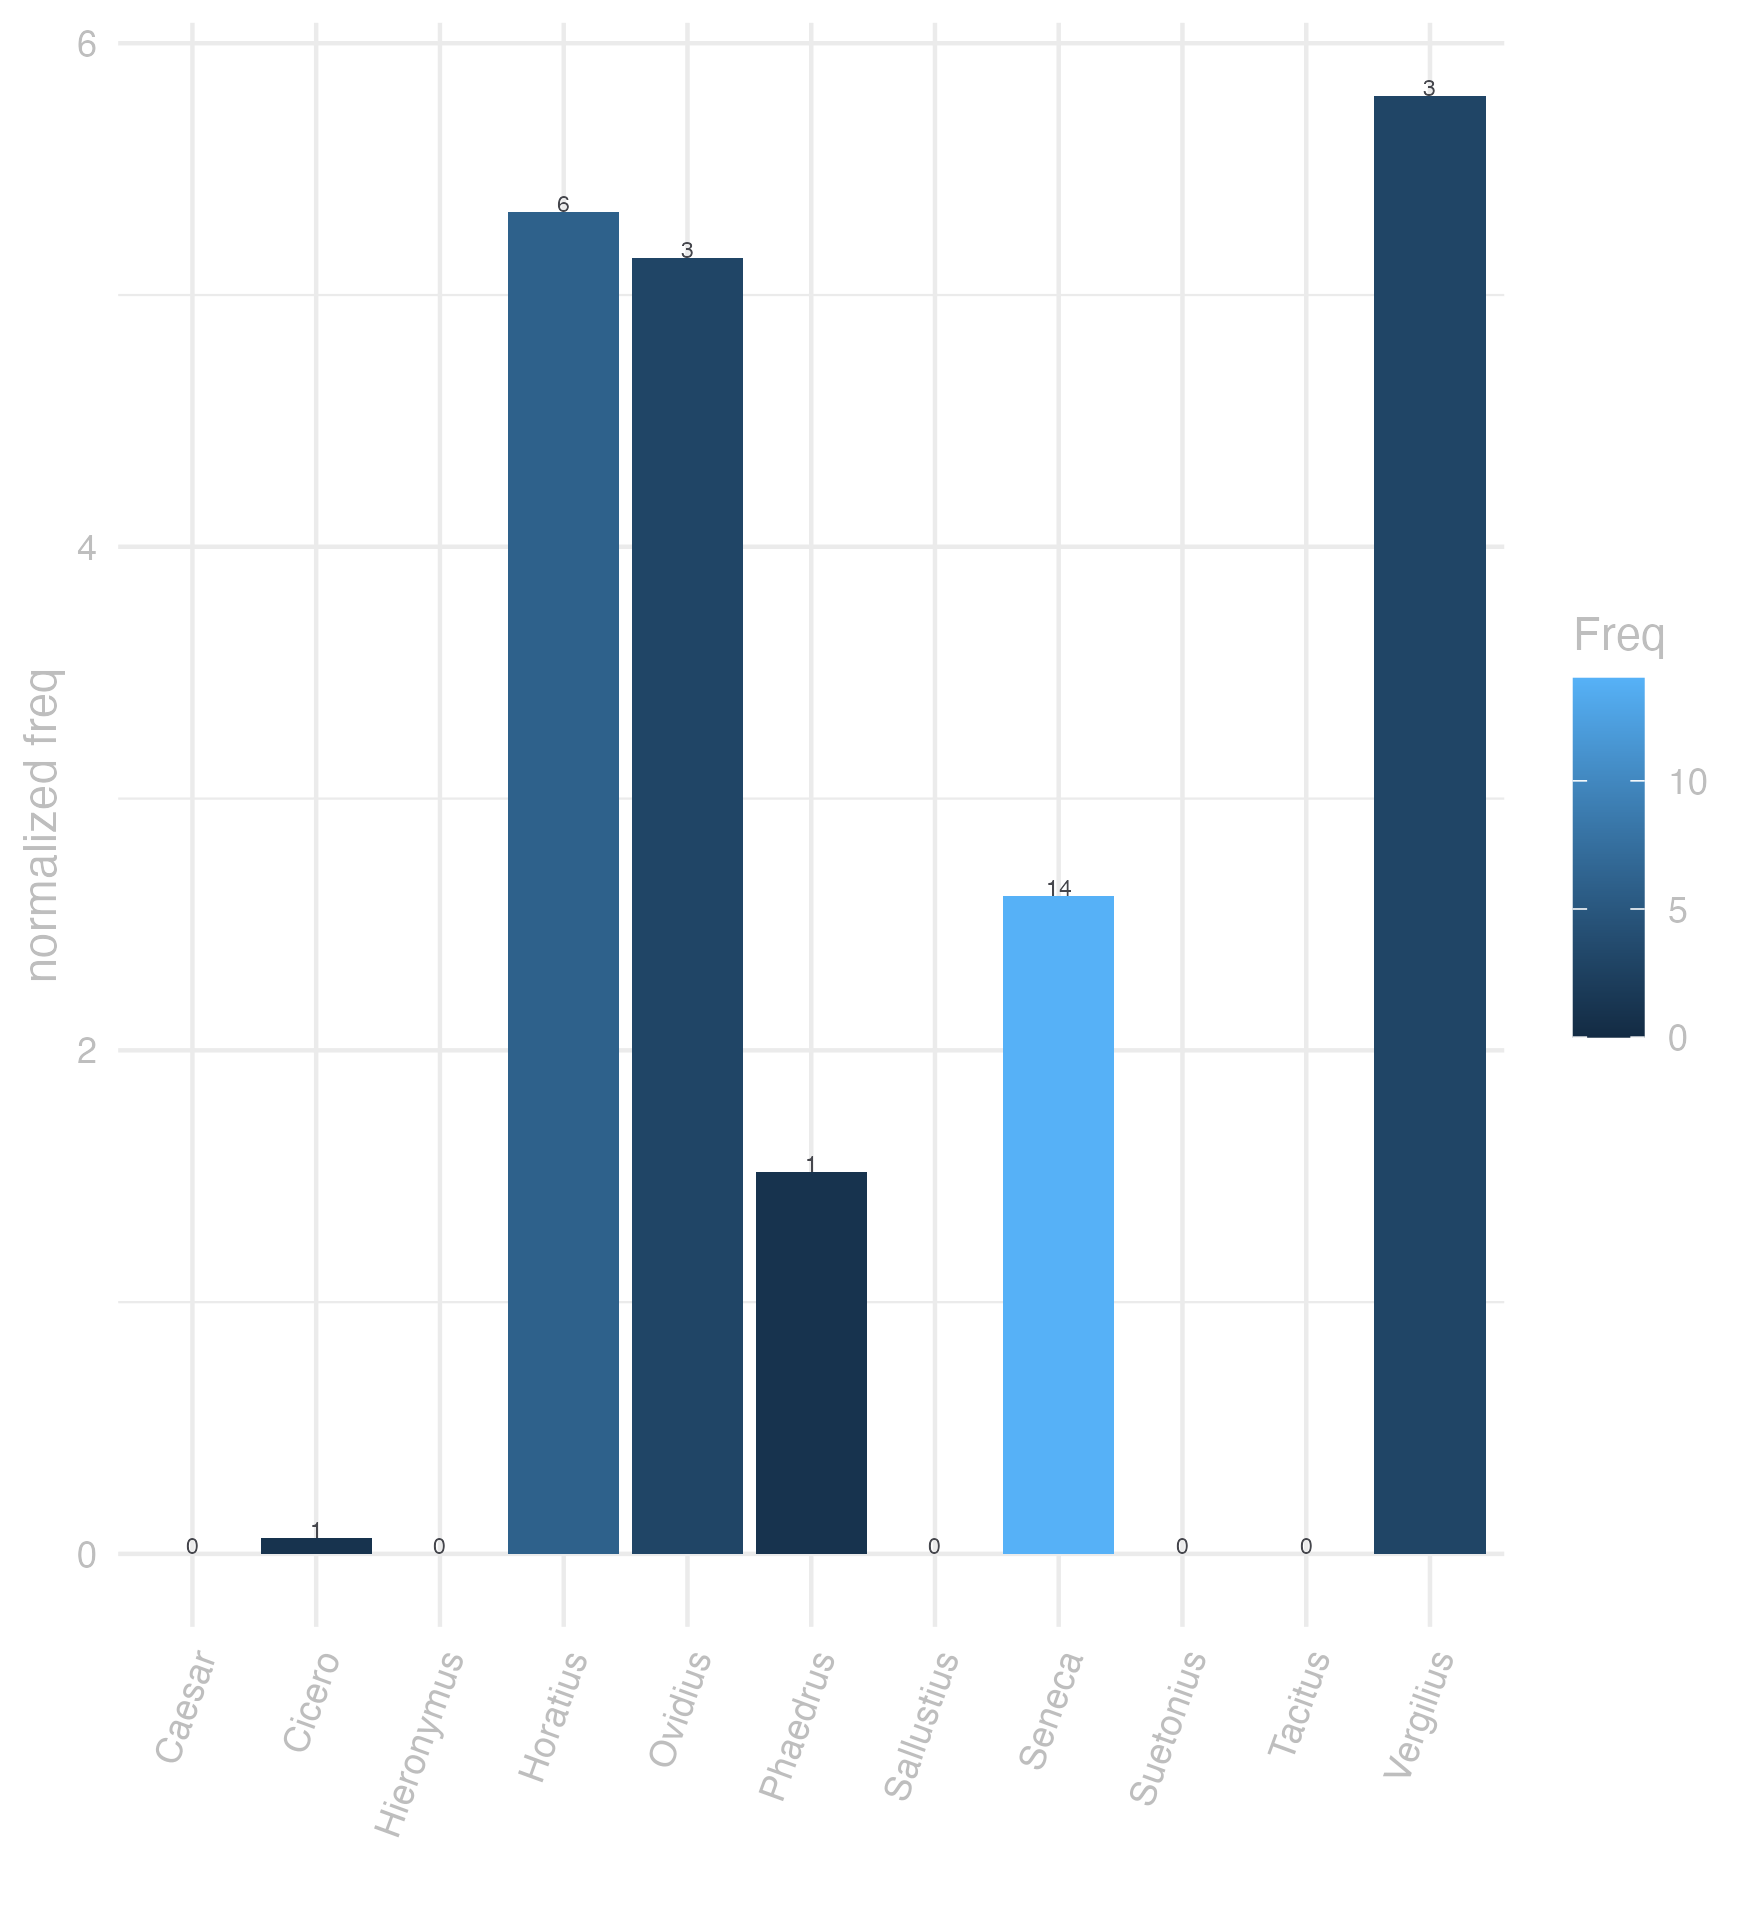 6
4
2
0
normalized freq
0
1
0
6
3
1
0
14
0
0
3
Caesar
Cicero
Hieronymus
Horatius
Ovidius
Phaedrus
Sallustius
Seneca
Suetonius
Tacitus
Vergilius
Freq
10
5
0